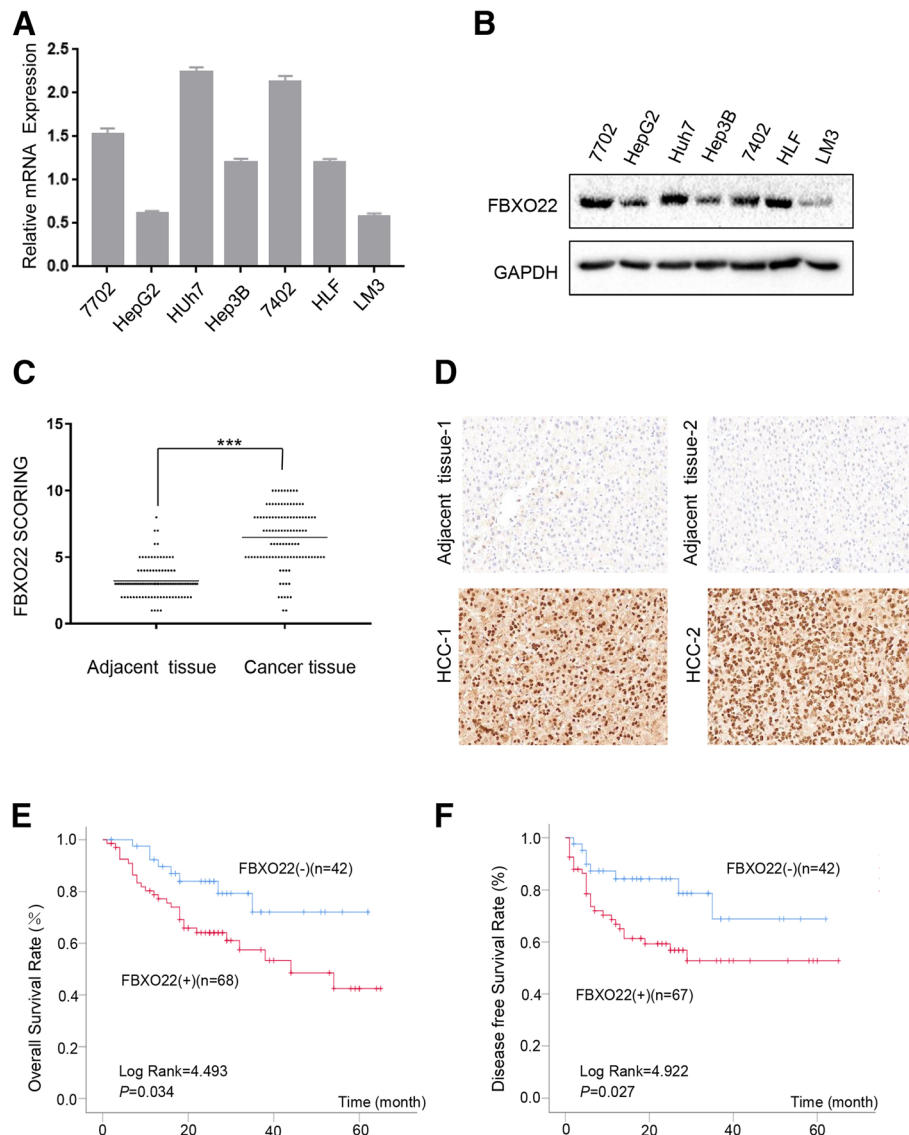 A
Relative mRNA Expression
2.5
2.0
1.5
1.0
0.5
0.0
7702
HepG2
HUh7
Hep3B
7402
HLF
LM3
B
7702
HepG2
Huh7
Hep3B
7402
HLF
LM3
FBXO22
GAPDH
C
FBXO22 SCORING
15
10
5
0
***
Adjacent tissue
Cancer tissue
D
Adjacent tissue-1
Adjacent tissue-2
HCC-1
HCC-2
E
Overall Survival Rate (%)
1.0
0.8
0.6
0.4
0.2
0.0
FBXO22(-)(n=42)
FBXO22(+)(n=68)
Log Rank=4.493
P=0.034
Time (month)
0
20
40
60
F
Disease free Survival Rate (%)
1.0
0.8
0.6
0.4
0.2
0.0
FBXO22(-)(n=42)
FBXO22(+)(n=67)
Log Rank=4.922
P=0.027
Time (month)
0
20
40
60